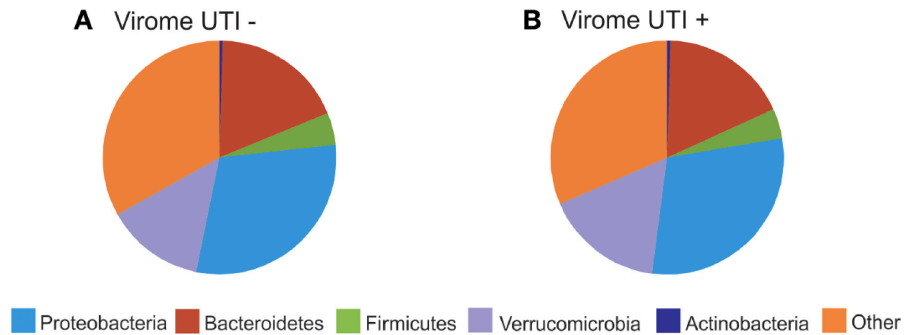 A Virome UTI -
B Virome UTI +
Proteobacteria Bacteroidetes Firmicutes Verrucomicrobia Actinobacteria Other